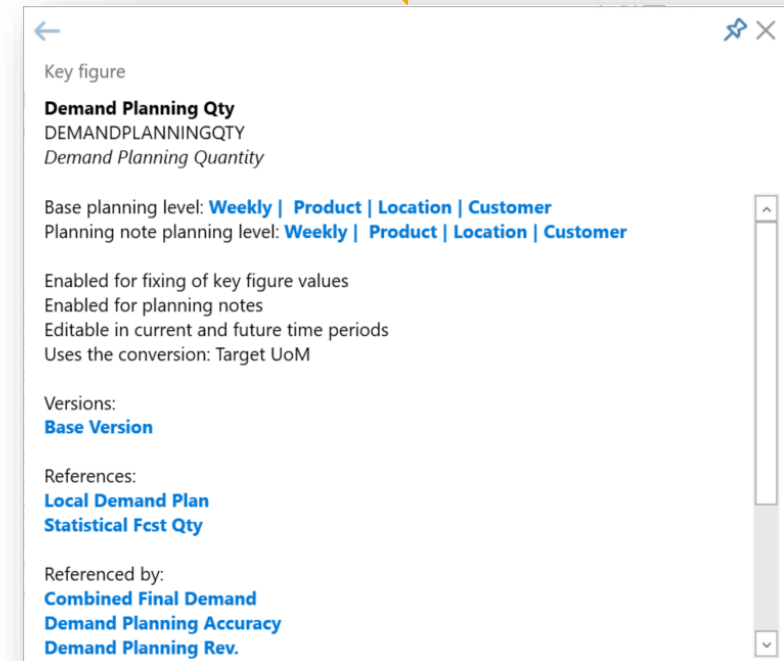 Key figure
Demand Planning Qty
DEMANDPLANNINGQTY
Demand Planning Quantity
Base planning level: Weekly | Product | Location | Customer
Planning note planning level: Weekly | Product | Location | Customer
Enabled for fixing of key figure values
Enabled for planning notes
Editable in current and future time periods
Uses the conversion: Target UoM
Versions:
Base Version
References:
Local Demand Plan
Statistical Fcst Qty
Referenced by:
Combined Final Demand
Demand Planning Accuracy
Demand Planning Rev.